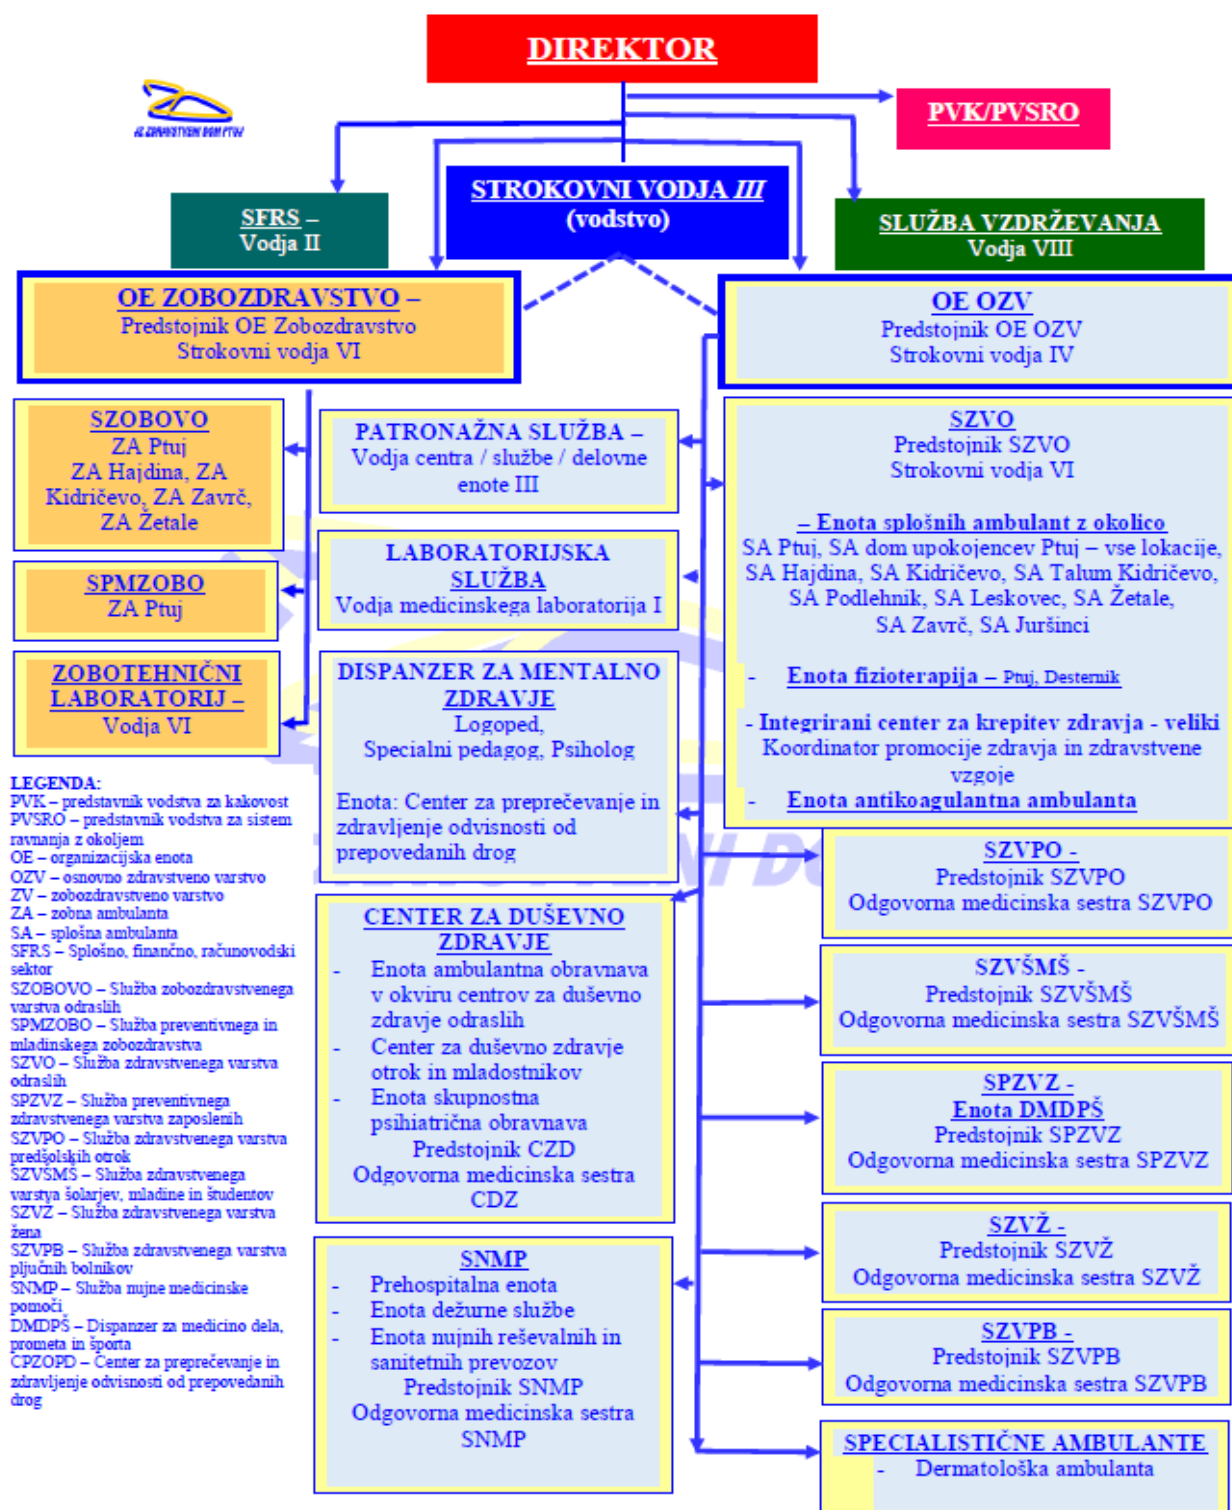 DIREKTOR
JZ ZDRAVSTVENI DOM PTUJ
PVK/PVSRO
SFRS –
Vodja II
STROKOVNI VODJA III
(vodstvo)
SLUŽBA VZDRŽEVANJA
Vodja VIII
OE ZOBOZDRAVSTVO –
Predstojnik OE Zobozdravstvo
Strokovni vodja VI
OE OZV
Predstojnik OE OZV
Strokovni vodja IV
SZOBOVO
ZA Ptuj
ZA Hajdina, ZA
Kidričevo, ZA Zavrč,
ZA Žetale
SPMZOBO
ZA Ptuj
ZOBOTEHNIČNI
LABORATORIJ –
Vodja VI
LEGENDA:
PVK – predstavnik vodstva za kakovost
PVSRO – predstavnik vodstva za sistem
ravnanja z okoljem
OE – organizacijska enota
OZV – osnovno zdravstveno varstvo
ZV – zobozdravstveno varstvo
ZA – zobna ambulanta
SA – splošna ambulanta
SFRS – Splošno, finančno, računovodski
sektor
SZOBOVO – Služba zobozdravstvenega
varstva odraslih
SPMZOBO – Služba preventivnega in
mladinskega zobozdravstva
SZVO – Služba zdravstvenega varstva
odraslih
SPZVZ – Služba preventivnega
zdravstvenega varstva zaposlenih
SZVPO – Služba zdravstvenega varstva
predšolskih otrok
SZVŠMŠ – Služba zdravstvenega
varstva šolarjev, mladine in študentov
SZVŽ – Služba zdravstvenega varstva
žena
SZVPB – Služba zdravstvenega varstva
pljučnih bolnikov
SNMP – Služba nujne medicinske
pomoči
DMDPŠ – Dispanzer za medicino dela,
prometa in športa
CPZOPD – Center za preprečevanje in
zdravljenje odvisnosti od prepovedanih
drog
PATRONAŽNA SLUŽBA –
Vodja centra / službe / delovne
enote III
LABORATORIJSKA
SLUŽBA
Vodja medicinskega laboratorija I
DISPANZER ZA MENTALNO
ZDRAVJE
Logoped,
Specialni pedagog, Psiholog
Enota: Center za preprečevanje in
zdravljenje odvisnosti od
prepovedanih drog
CENTER ZA DUŠEVNO
ZDRAVJE
- Enota ambulantna obravnava
v okviru centrov za duševno
zdravje odraslih
- Center za duševno zdravje
otrok in mladostnikov
- Enota skupnostna
psihiatrična obravnava
Predstojnik CZD
Odgovorna medicinska sestra
CDZ
SNMP
- Prehospitalna enota
- Enota dežurne službe
- Enota nujnih reševalnih in
sanitetnih prevozov
Predstojnik SNMP
Odgovorna medicinska sestra
SNMP
SZVO
Predstojnik SZVO
Strokovni vodja VI
– Enota splošnih ambulant z okolico
SA Ptuj, SA dom upokojencev Ptuj – vse lokacije,
SA Hajdina, SA Kidričevo, SA Talum Kidričevo,
SA Podlehnik, SA Leskovec, SA Žetale,
SA Zavrč, SA Juršinci
- Enota fizioterapija – Ptuj, Desternik
- Integrirani center za krepitev zdravja - veliki
Koordinator promocije zdravja in zdravstvene
vzgoje
- Enota antikoagulantna ambulanta
SZVPO -
Predstojnik SZVPO
Odgovorna medicinska sestra SZVPO
SZVŠMŠ -
Predstojnik SZVŠMŠ
Odgovorna medicinska sestra SZVŠMŠ
SPZVZ -
Enota DMDPŠ
Predstojnik SPZVZ
Odgovorna medicinska sestra SPZVZ
SZVŽ -
Predstojnik SZVŽ
Odgovorna medicinska sestra SZVŽ
SZVPB -
Predstojnik SZVPB
Odgovorna medicinska sestra SZVPB
SPECIALISTIČNE AMBULANTE
- Dermatološka ambulanta